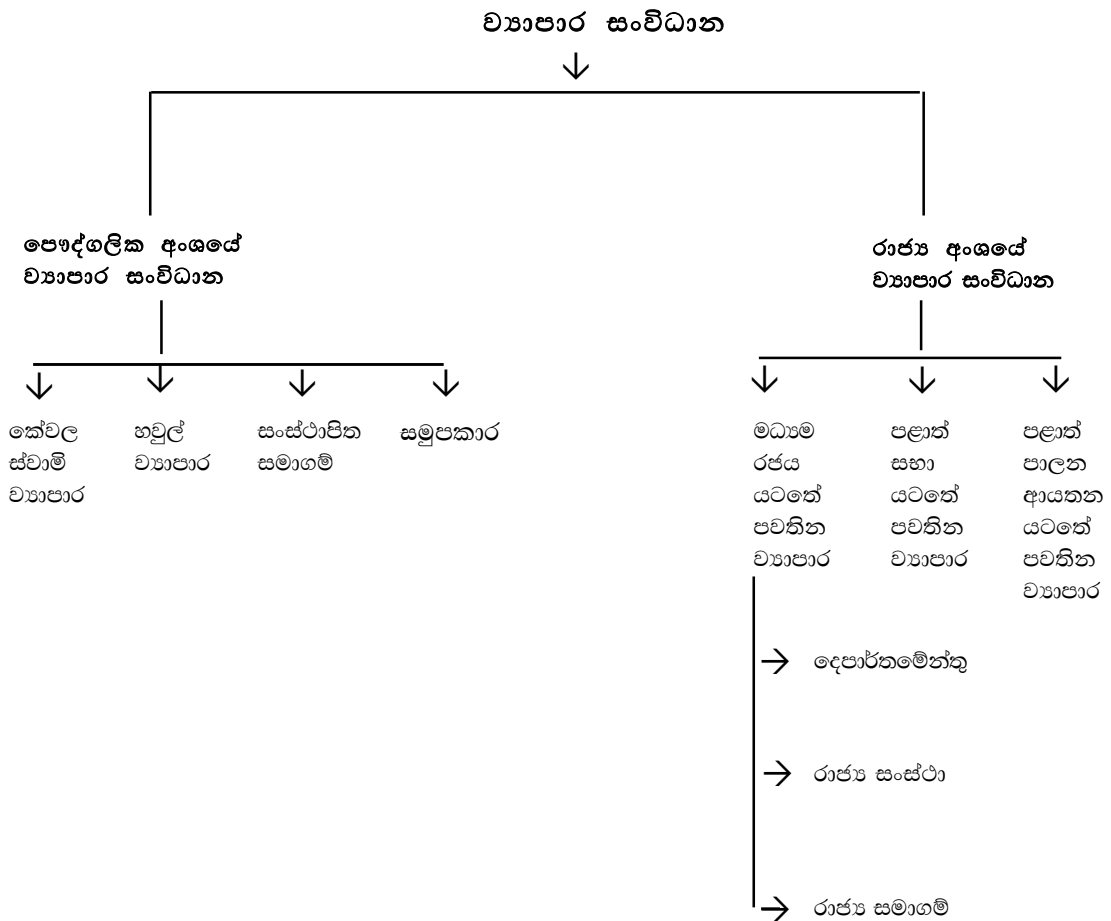 ව්‍යාපාර සංවිධාන
පෞද්ගලික අංශයේ
ව්‍යාපාර සංවිධාන
රාජ්‍ය අංශයේ
ව්‍යාපාර සංවිධාන
කේවල
ස්වාමි
ව්‍යාපාර
හවුල්
ව්‍යාපාර
සංස්ථාපිත
සමාගම්
සමුපකාර
මධ්‍යම
රජය
යටතේ
පවතින
ව්‍යාපාර
පළාත්
සභා
යටතේ
පවතින
ව්‍යාපාර
පළාත්
පාලන
ආයතන
යටතේ
පවතින
ව්‍යාපාර
දෙපාර්තමේන්තු
රාජ්‍ය සංස්ථා
රාජ්‍ය සමාගම්